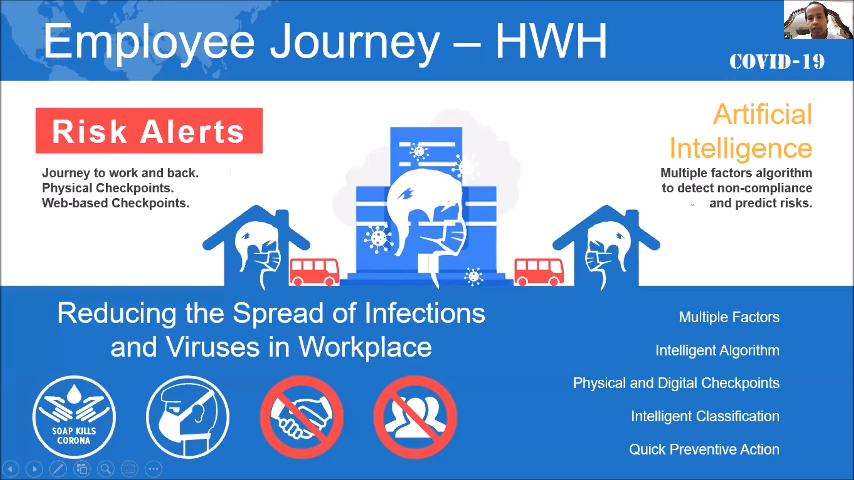 Employee Journey – HWH
COVID-19
Risk Alerts
Journey to work and back.
Physical Checkpoints.
Web-based Checkpoints.
Artificial
Intelligence
Multiple factors algorithm
to detect non-compliance
and predict risks.
Reducing the Spread of Infections
and Viruses in Workplace
SOAP KILLS
CORONA
Multiple Factors
Intelligent Algorithm
Physical and Digital Checkpoints
Intelligent Classification
Quick Preventive Action